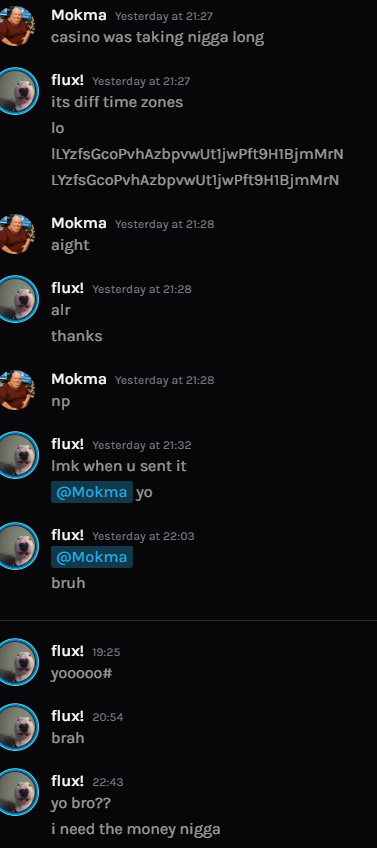 Mokma Yesterday at 21:27
casino was taking nigga long
flux! Yesterday at 21:27
its diff time zones
lo
lLYzfsGcoPvhAzbpvwUt1jwPft9H1BjmMrN
LYzfsGcoPvhAzbpvwUt1jwPft9H1BjmMrN
Mokma Yesterday at 21:28
aight
flux! Yesterday at 21:28
alr
thanks
Mokma Yesterday at 21:28
np
flux! Yesterday at 21:32
lmk when u sent it
@Mokma yo
flux! Yesterday at 22:03
@Mokma
bruh
flux! 19:25
yooooo#
flux! 20:54
brah
flux! 22:43
yo bro??
i need the money nigga